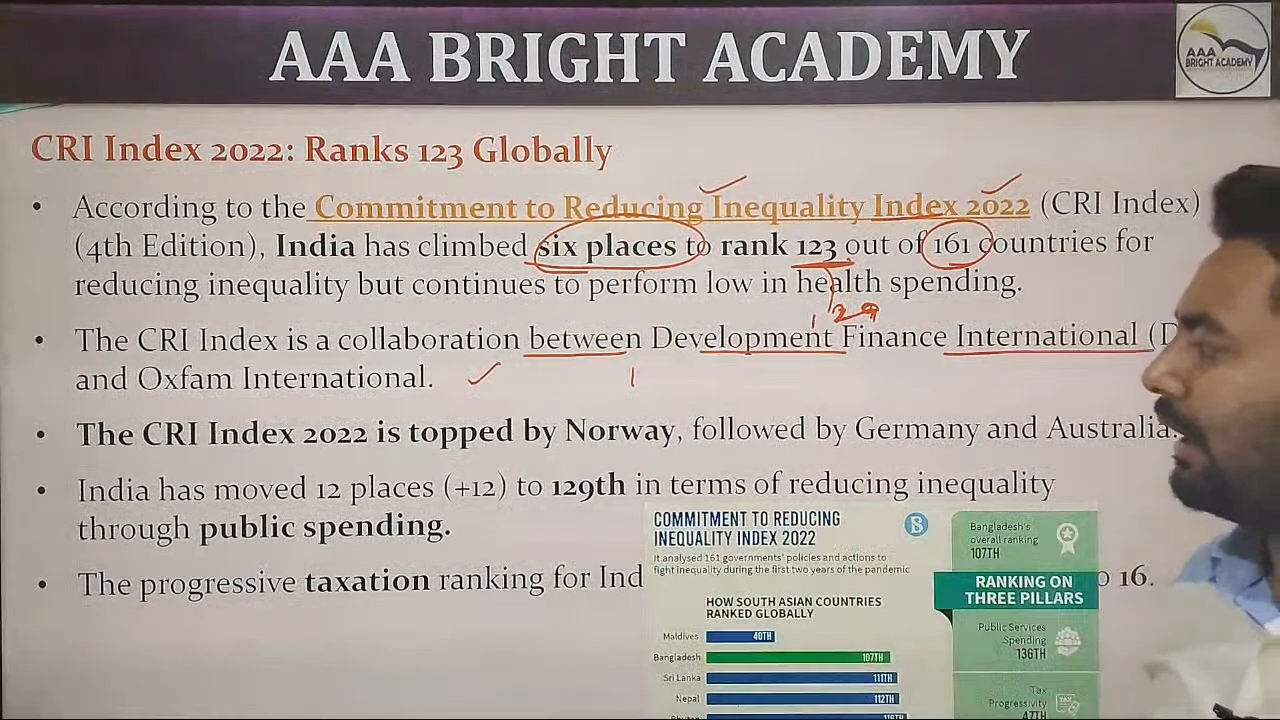 AAA BRIGHT ACADEMY
AAA
BRIGHT ACADEMY
CRI Index 2022: Ranks 123 Globally
• According to the Commitment to Reducing Inequality Index 2022 (CRI Index)
(4th Edition), India has climbed six places to rank 123 out of 161 countries for
reducing inequality but continues to perform low in health spending.
29
• The CRI Index is a collaboration between Development Finance International (D
and Oxfam International.
• The CRI Index 2022 is topped by Norway, followed by Germany and Australia.
• India has moved 12 places (+12) to 129th in terms of reducing inequality
through public spending.
• The progressive taxation ranking for Ind
o 16.
COMMITMENT TO REDUCING
INEQUALITY INDEX 2022
It analysed 161 governments' policies and actions to
fight inequality during the first two years of the pandemic
HOW SOUTH ASIAN COUNTRIES
RANKED GLOBALLY
Maldives 40TH
Bangladesh 107TH
Sri Lanka 111TH
Nepal 112TH
Bhutan 116TH
Bangladesh's
overall ranking
107TH
RANKING ON
THREE PILLARS
Public Services
Spending
136TH
Tax
Progressivity
47TH